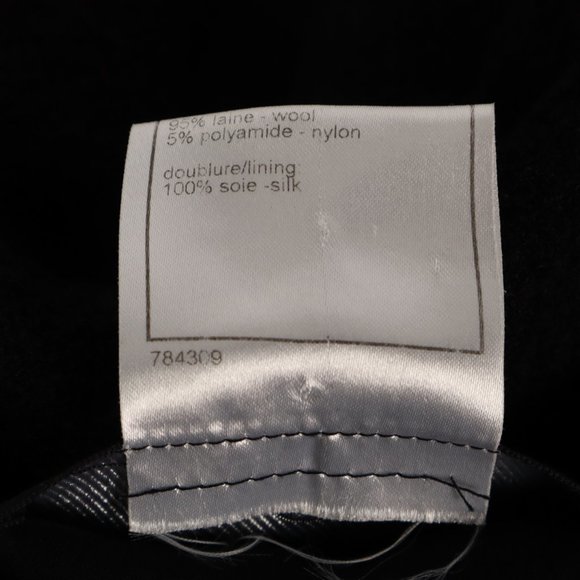 95% laine - wool
5% polyamide - nylon
doublure/lining
100% soie -silk
784309